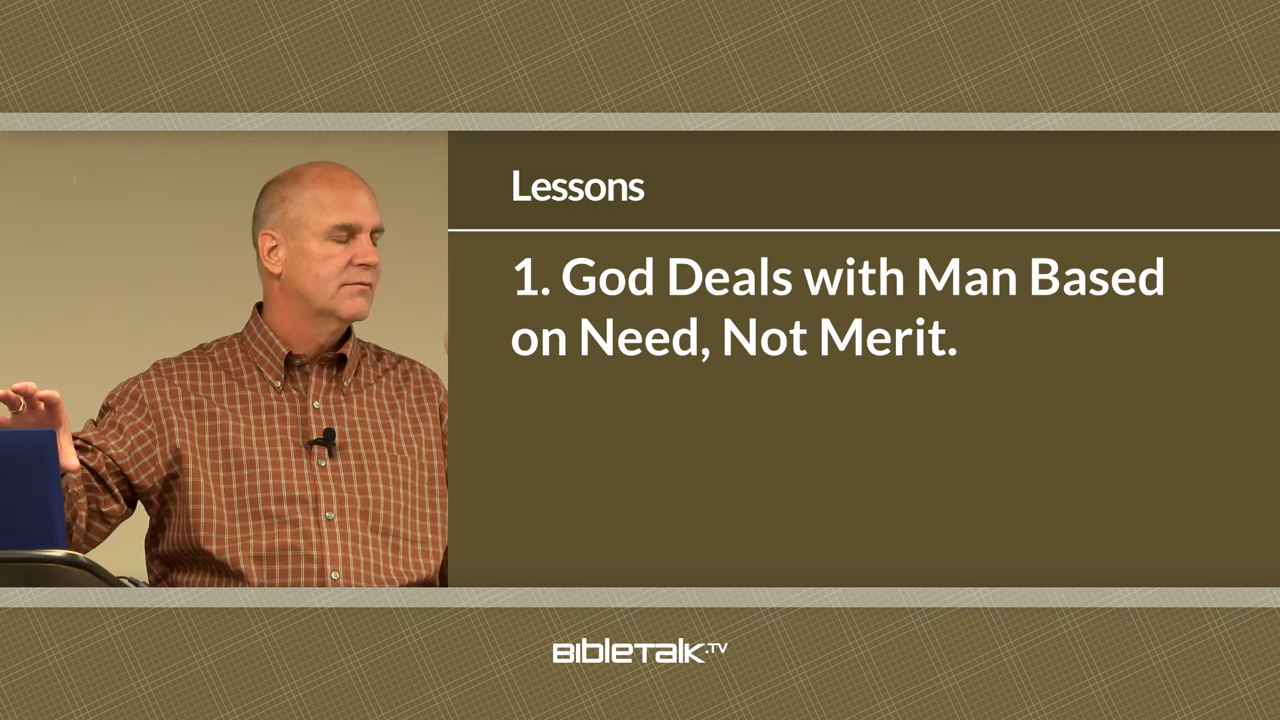 Lessons
1. God Deals with Man Based
on Need, Not Merit.
BIBLETALK.TV